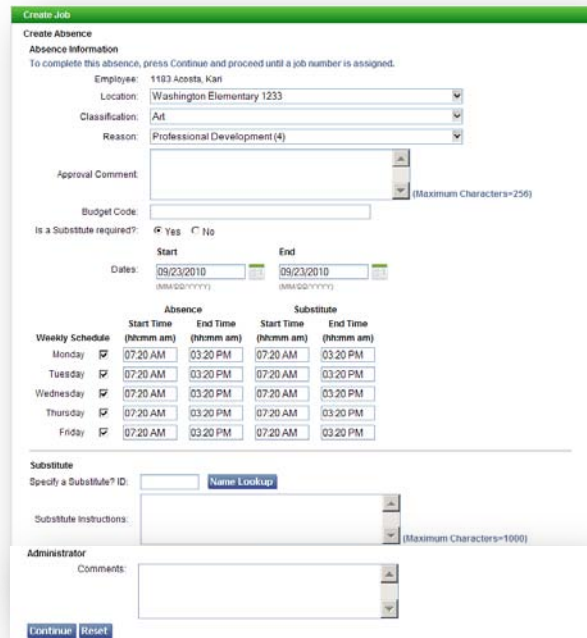 Create Job
Create Absence
Absence Information
To complete this absence, press Continue and proceed until a job number is assigned.
Employee: 1183 Acosta, Kari
Location: Washington Elementary 1233
Classification: Art
Reason: Professional Development (4)
Approval Comment:
(Maximum Characters=256)
Budget Code:
Is a Substitute required?: Yes No
Start End
Dates: 09/23/2010 09/23/2010
(MM/DD/YYYY) (MM/DD/YYYY)
Absence Substitute
Start Time End Time Start Time End Time
Weekly Schedule (hh:mm am) (hh:mm am) (hh:mm am) (hh:mm am)
Monday 07:20 AM 03:20 PM 07:20 AM 03:20 PM
Tuesday 07:20 AM 03:20 PM 07:20 AM 03:20 PM
Wednesday 07:20 AM 03:20 PM 07:20 AM 03:20 PM
Thursday 07:20 AM 03:20 PM 07:20 AM 03:20 PM
Friday 07:20 AM 03:20 PM 07:20 AM 03:20 PM
Substitute
Specify a Substitute? ID: Name Lookup
Substitute Instructions:
(Maximum Characters=1000)
Administrator
Comments:
Continue Reset